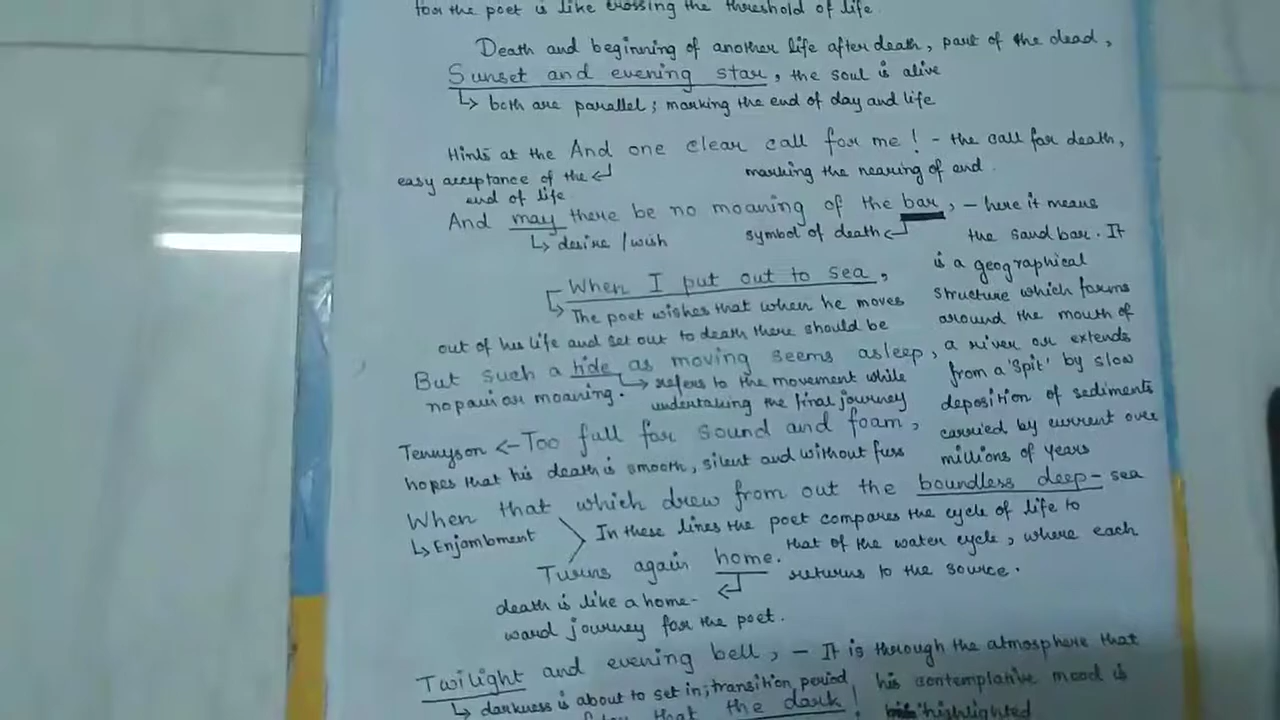 for the poet is like crossing the threshold of life.
Death and beginning of another life after death, part of the dead,
Sunset and evening star, the soul is alive
↳ both are parallel; marking the end of day and life
Hints at the And one clear call for me! - the call for death,
easy acceptance of the marking the nearing of end.
end of life
And may there be no moaning of the bar, - here it means
↳ desire / wish symbol of death the sand bar. It
is a geographical
When I put out to sea, structure which forms
↳ The poet wishes that when he moves around the mouth of
out of his life and set out to death there should be a river or extends
But such a tide as moving seems asleep, from a 'spit' by slow
no pain or moaning. → refers to the movement while deposition of sediments
undertaking the final journey carried by current over
Tennyson ← Too full for sound and foam, millions of years
hopes that his death is smooth, silent and without fuss
When that which drew from out the boundless deep - sea
↳ Enjambment In these lines the poet compares the cycle of life to
that of the water cycle, where each
Turns again home. returns to the source.
death is like a home-
ward journey for the poet.
Twilight and evening bell, - It is through the atmosphere that
↳ darkness is about to set in; transition period his contemplative mood is
that the dark! highlighted